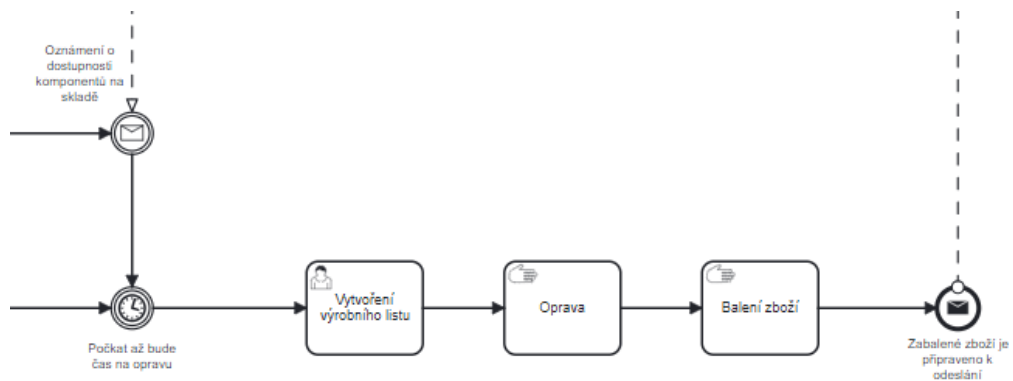 Oznámení o
dostupnosti
komponentů na
skladě
Počkat až bude
čas na opravu
Vytvoření
výrobního listu
Oprava
Balení zboží
Zabalené zboží je
připraveno k
odeslání